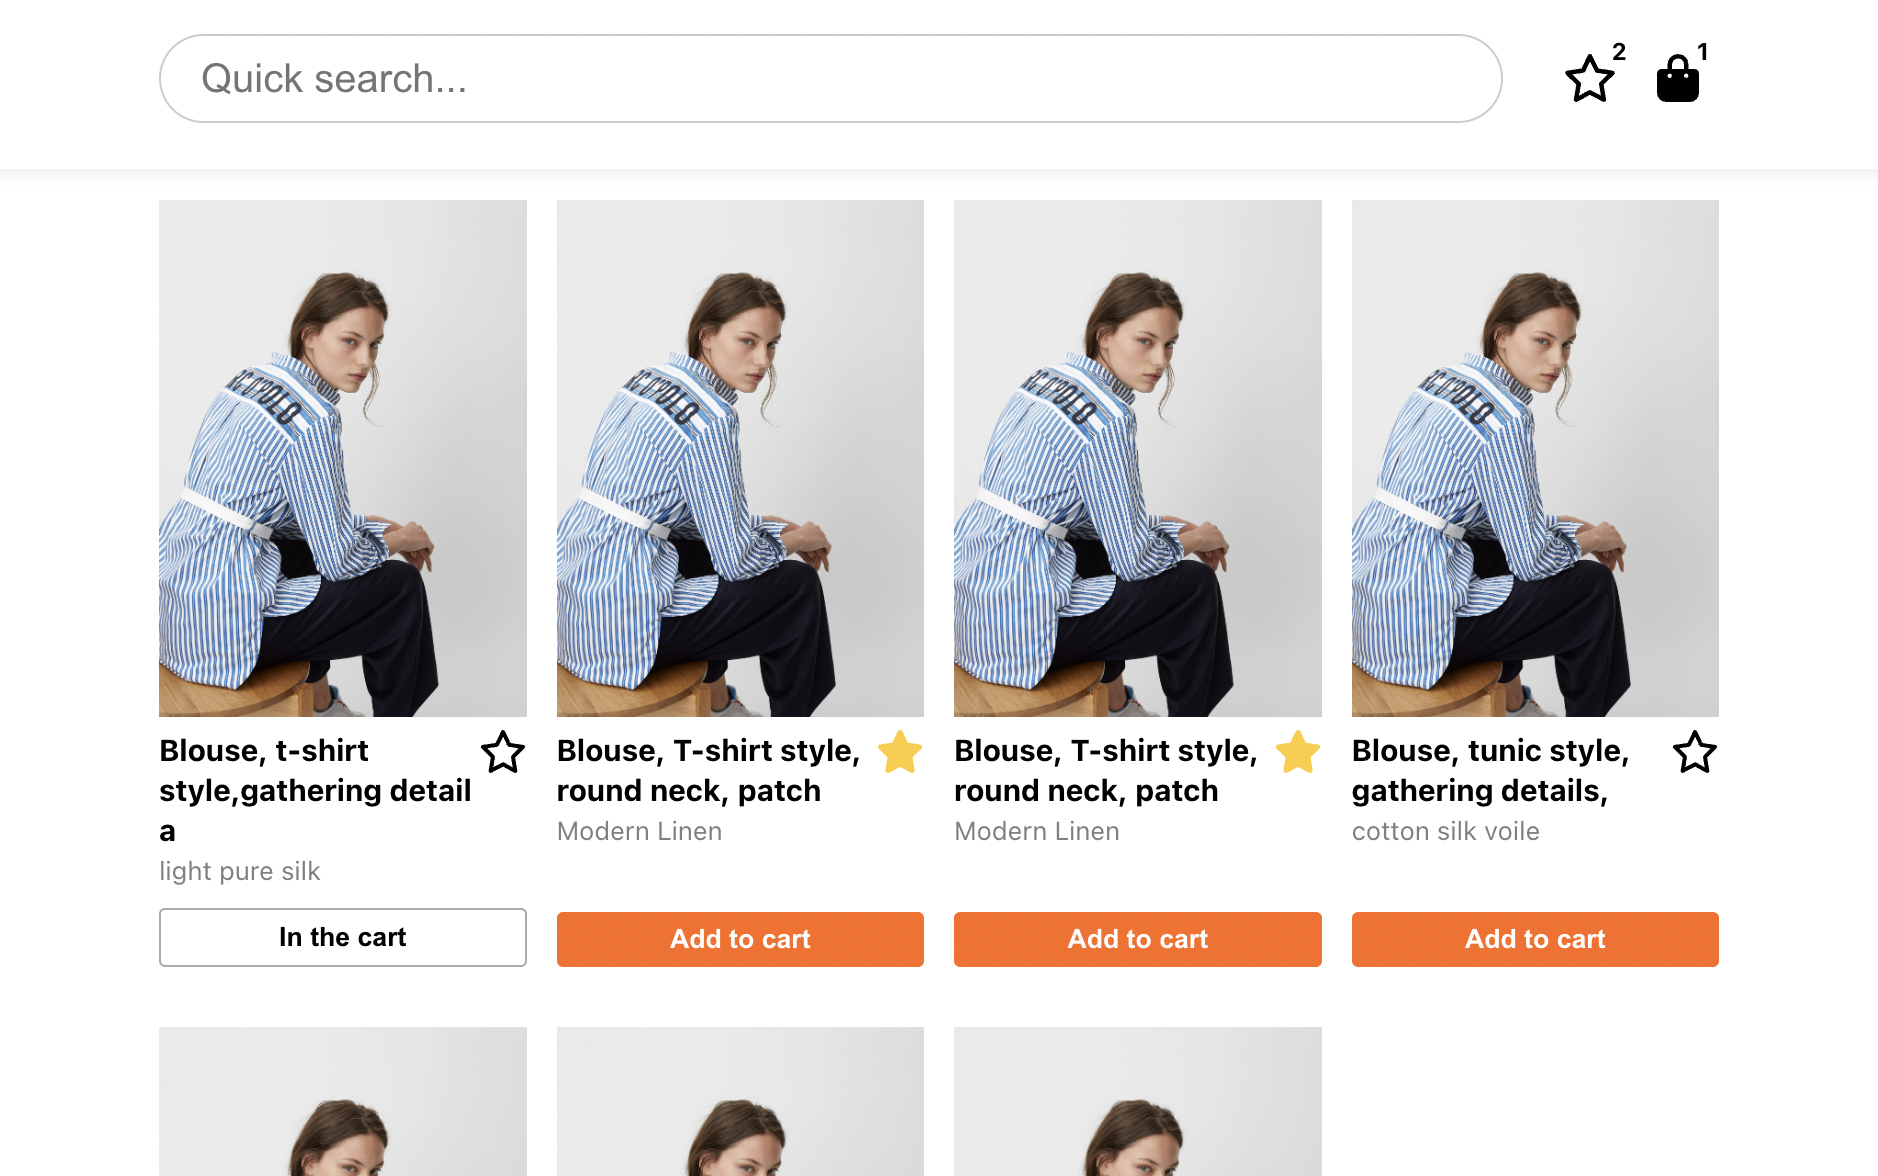 Quick search...
2
1
Blouse, t-shirt
style,gathering detail
a
light pure silk
In the cart
Blouse, T-shirt style,
round neck, patch
Modern Linen
Add to cart
Blouse, T-shirt style,
round neck, patch
Modern Linen
Add to cart
Blouse, tunic style,
gathering details,
cotton silk voile
Add to cart